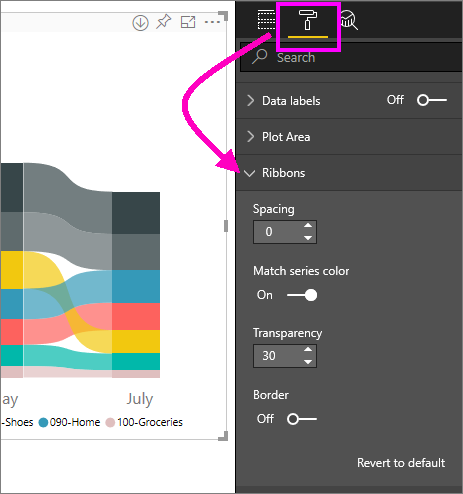 Search
Data labels Off
Plot Area
Ribbons
Spacing
0
Match series color
On
Transparency
30
Border
Off
Revert to default
ay July
-Shoes 090-Home 100-Groceries